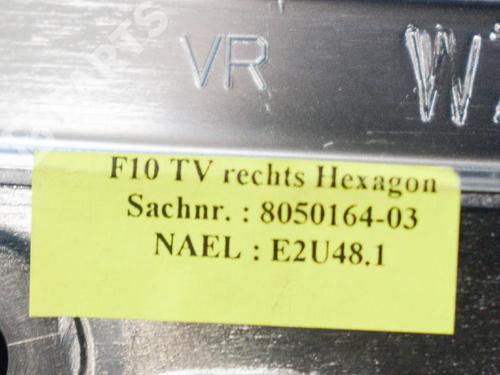 VR W
F10 TV rechts Hexagon
Sachnr. : 8050164-03
NAEL : E2U48.1